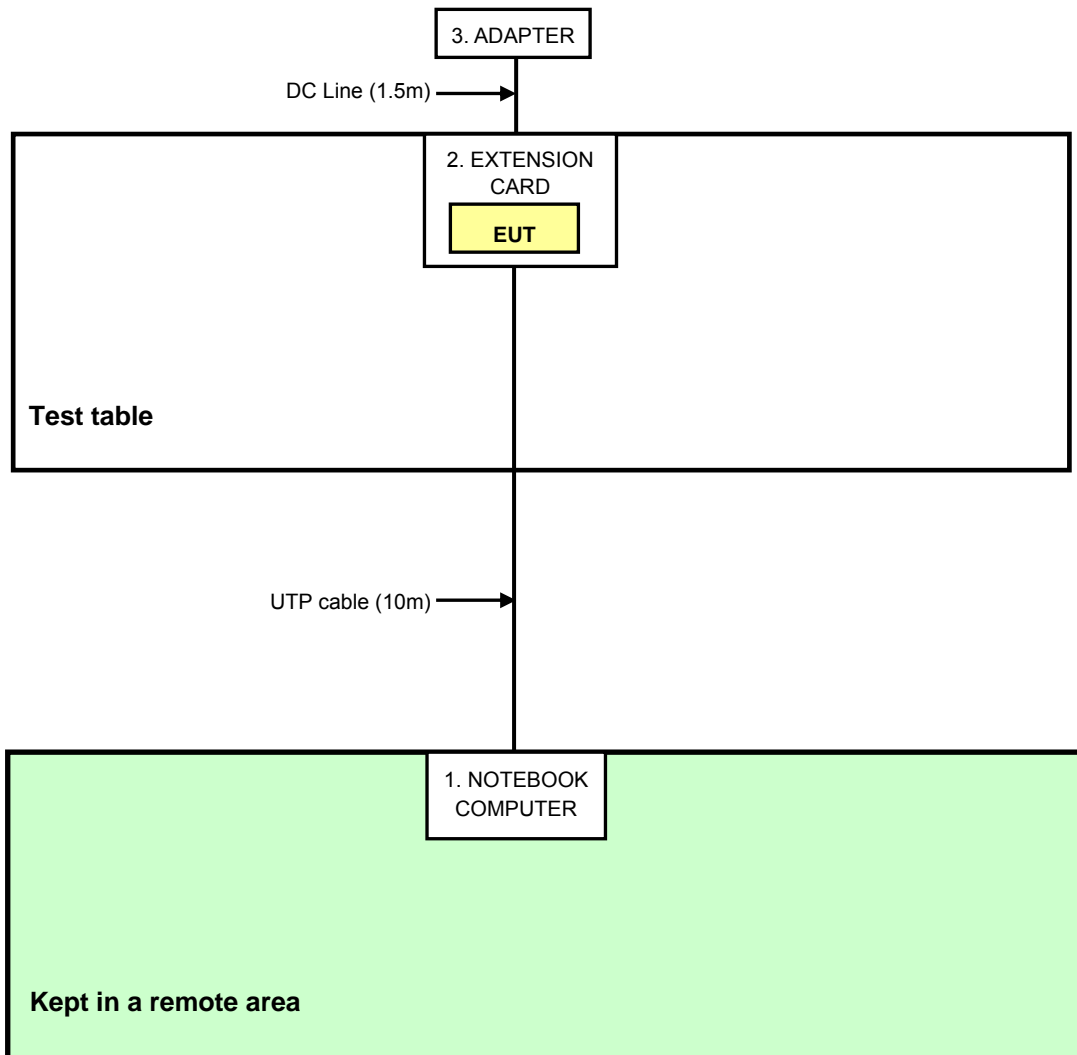 3. ADAPTER
DC Line (1.5m)
2. EXTENSION
CARD
EUT
Test table
UTP cable (10m)
1. NOTEBOOK
COMPUTER
Kept in a remote area